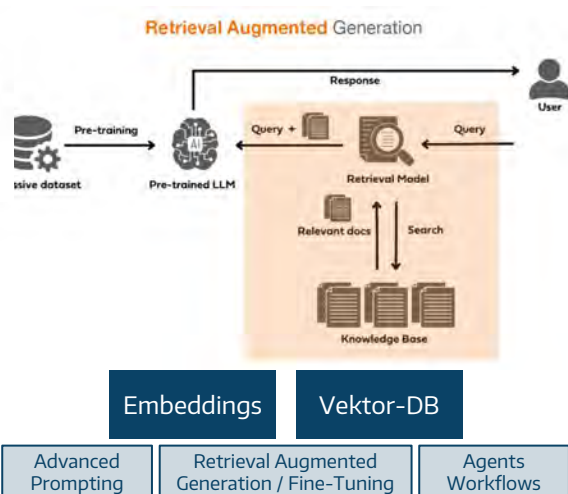 Retrieval Augmented Generation
Response
User
Pre-training
Query +
Query
AI
ssive dataset
Pre-trained LLM
Retrieval Model
Relevant docs
Search
Knowledge Base
Embeddings
Vektor-DB
Advanced
Prompting
Retrieval Augmented
Generation / Fine-Tuning
Agents
Workflows